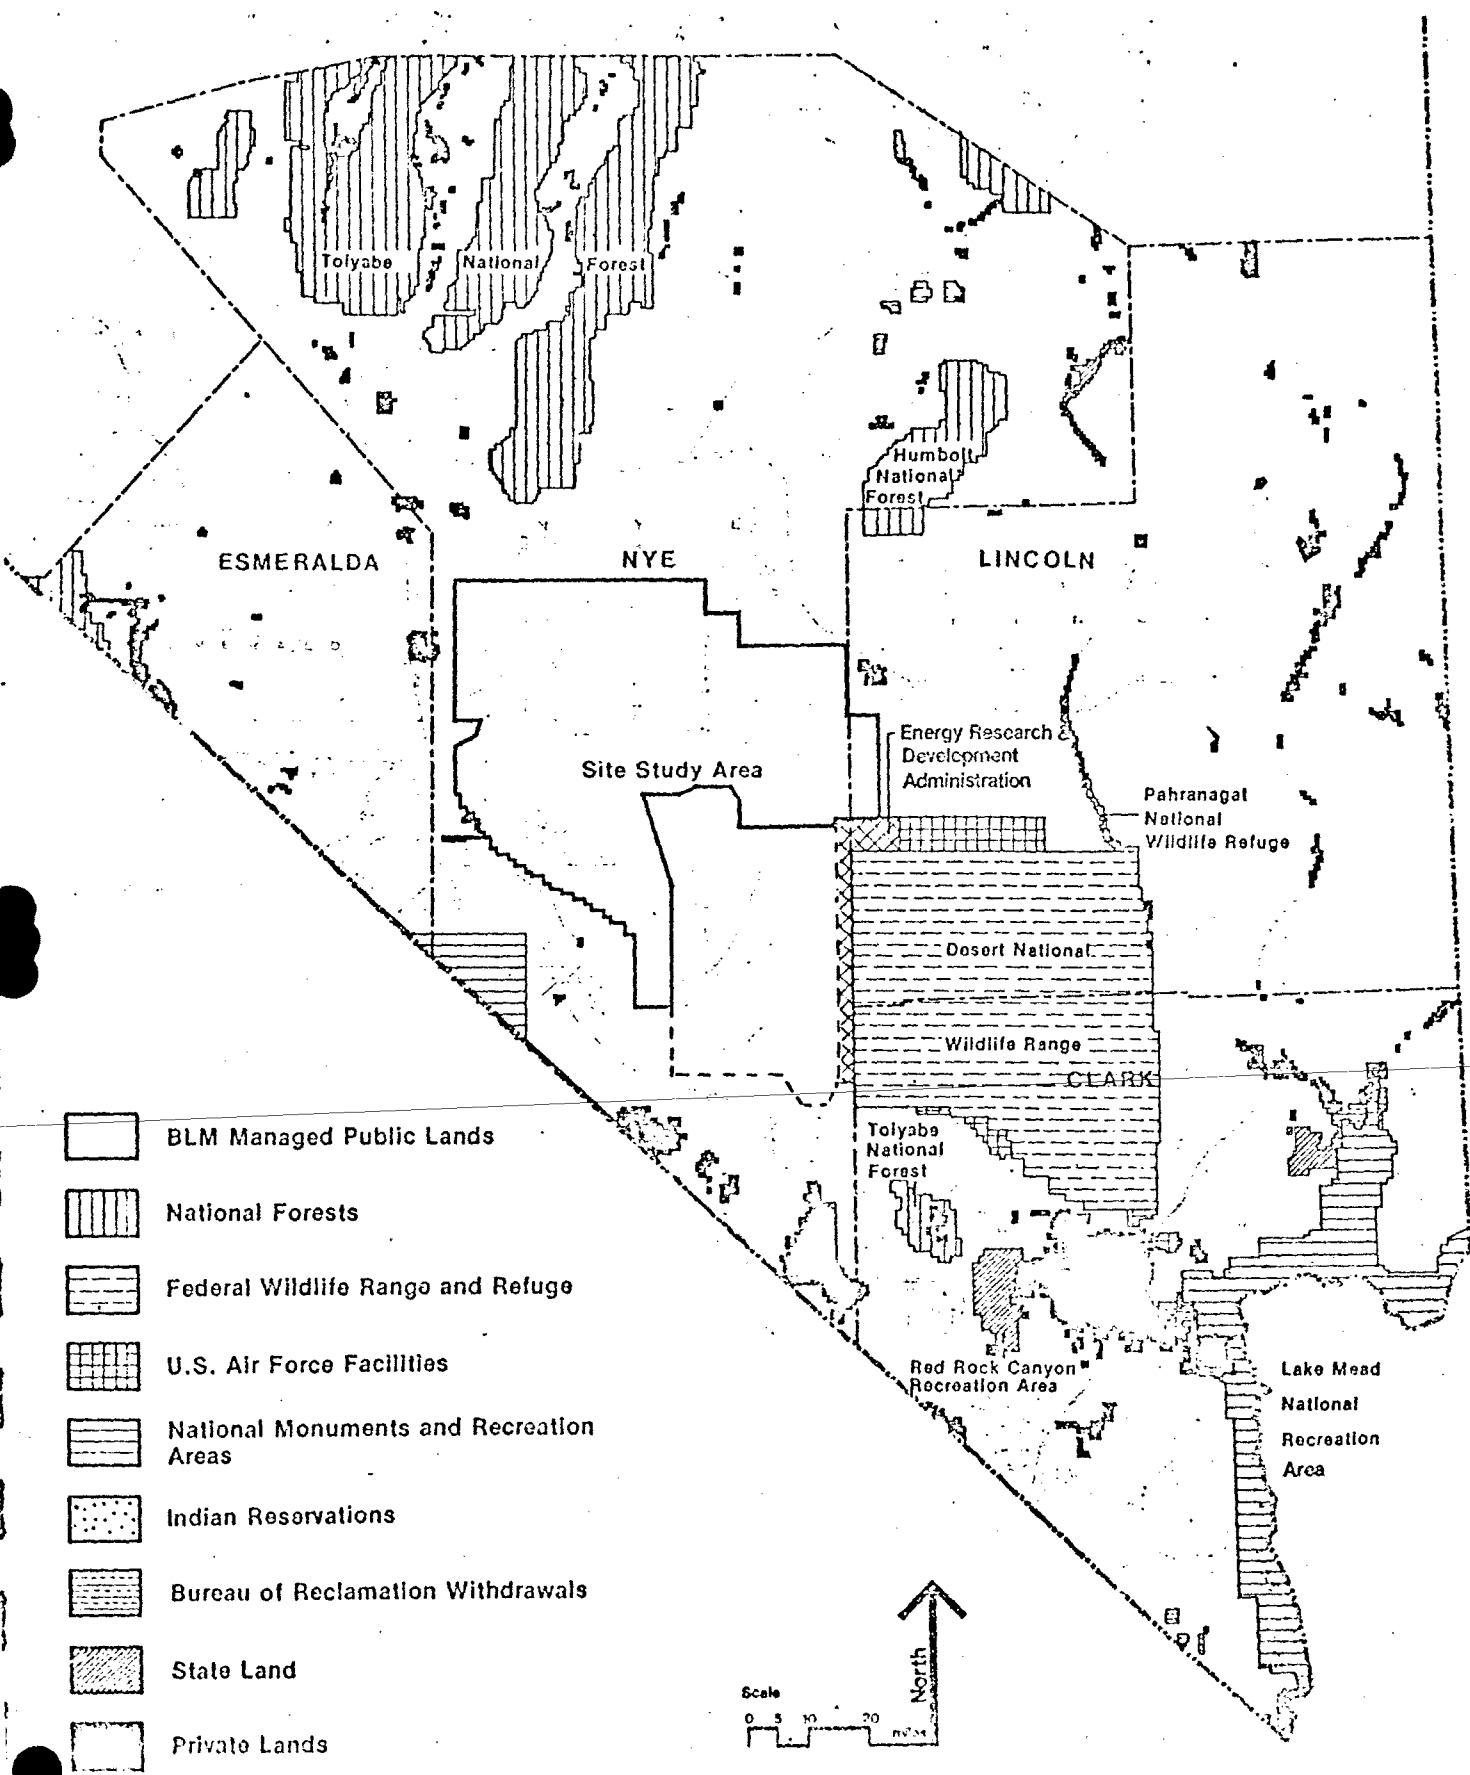 Toiyabe National Forest
Humbolt
National
Forest
ESMERALDA
NYE
LINCOLN
Energy Research
Development
Administration
Site Study Area
Pahranagat
National
Wildlife Refuge
Desert National
Wildlife Range
CLARK
Toiyabe
National
Forest
Red Rock Canyon
Recreation Area
Lake Mead
National
Recreation
Area
BLM Managed Public Lands
National Forests
Federal Wildlife Range and Refuge
U.S. Air Force Facilities
National Monuments and Recreation
Areas
Indian Reservations
Bureau of Reclamation Withdrawals
State Land
Private Lands
North
Scale
0 5 10 20
miles